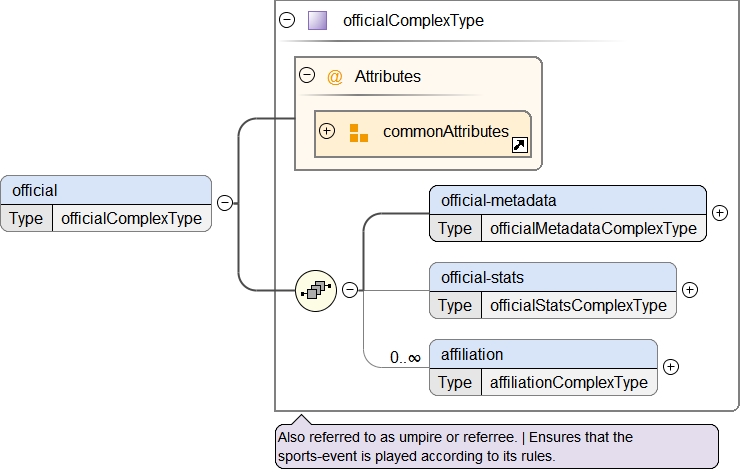 officialComplexType
@ Attributes
commonAttributes
official
Type officialComplexType
official-metadata
Type officialMetadataComplexType
official-stats
Type officialStatsComplexType
0..∞
affiliation
Type affiliationComplexType
Also referred to as umpire or referree. | Ensures that the
sports-event is played according to its rules.